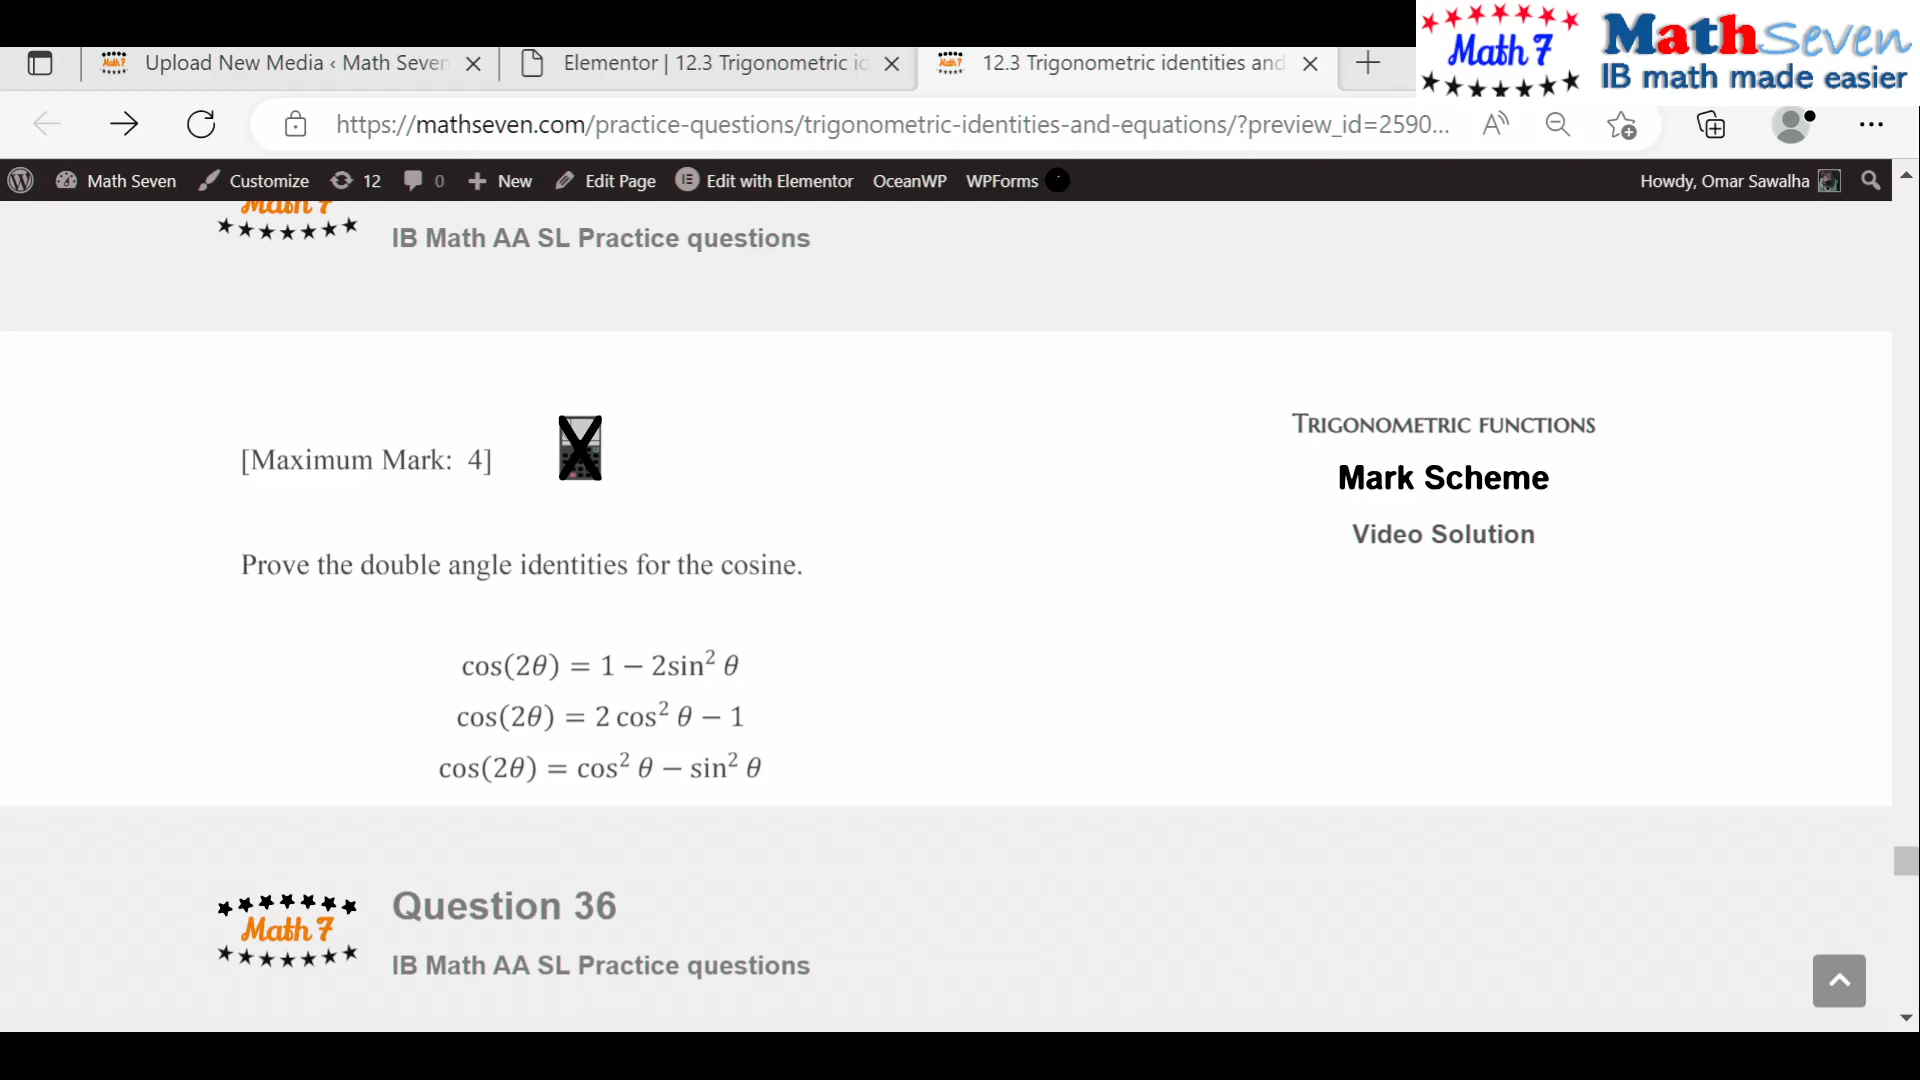 Math 7
MathSeven
IB math made easier
Upload New Media ‹ Math Seven
Elementor | 12.3 Trigonometric ic
12.3 Trigonometric identities and
https://mathseven.com/practice-questions/trigonometric-identities-and-equations/?preview_id=2590...
Math Seven Customize 12 0 New Edit Page Edit with Elementor OceanWP WPForms Howdy, Omar Sawalha
Math 7
IB Math AA SL Practice questions
[Maximum Mark: 4]
TRIGONOMETRIC FUNCTIONS
Mark Scheme
Video Solution
Prove the double angle identities for the cosine.
cos(2θ) = 1 − 2sin² θ
cos(2θ) = 2 cos² θ − 1
cos(2θ) = cos² θ − sin² θ
Math 7
Question 36
IB Math AA SL Practice questions